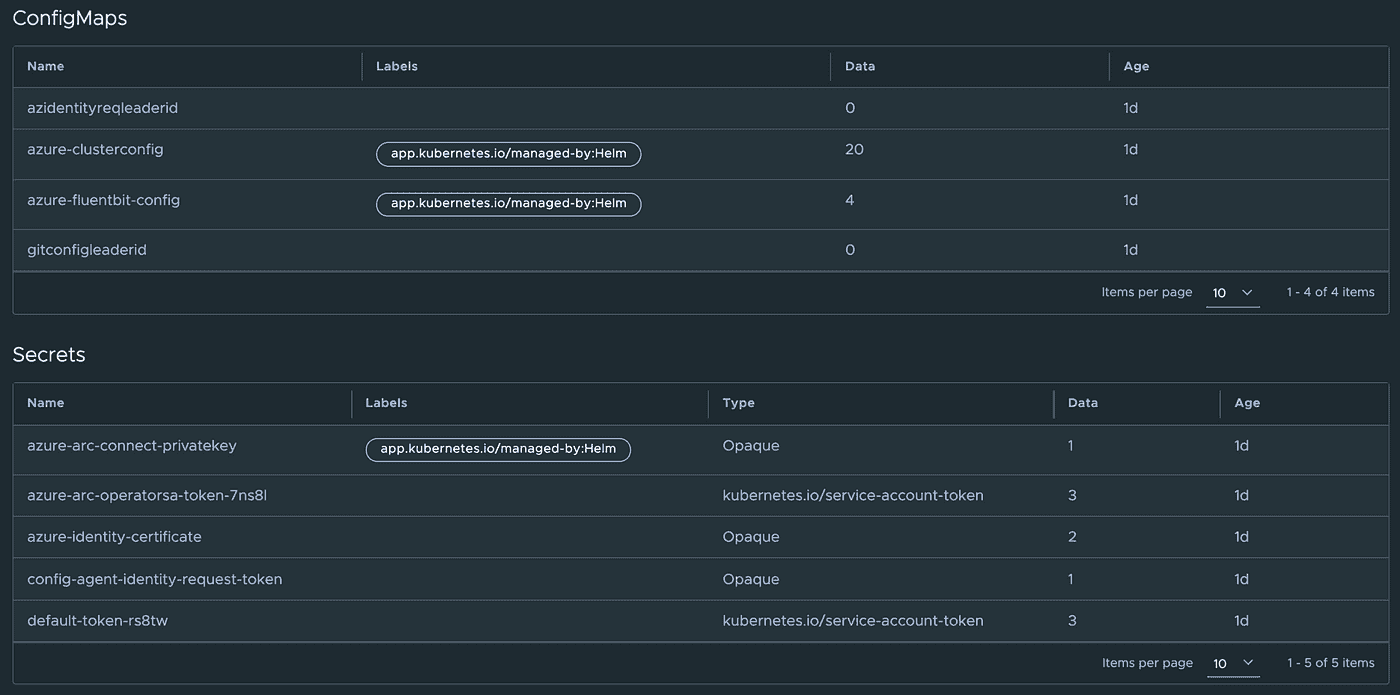 ConfigMaps
Name Labels Data Age
azidentityreqleaderid 0 1d
azure-clusterconfig app.kubernetes.io/managed-by:Helm 20 1d
azure-fluentbit-config app.kubernetes.io/managed-by:Helm 4 1d
gitconfigleaderid 0 1d
Items per page 10 1 - 4 of 4 items
Secrets
Name Labels Type Data Age
azure-arc-connect-privatekey app.kubernetes.io/managed-by:Helm Opaque 1 1d
azure-arc-operatorsa-token-7ns8l kubernetes.io/service-account-token 3 1d
azure-identity-certificate Opaque 2 1d
config-agent-identity-request-token Opaque 1 1d
default-token-rs8tw kubernetes.io/service-account-token 3 1d
Items per page 10 1 - 5 of 5 items